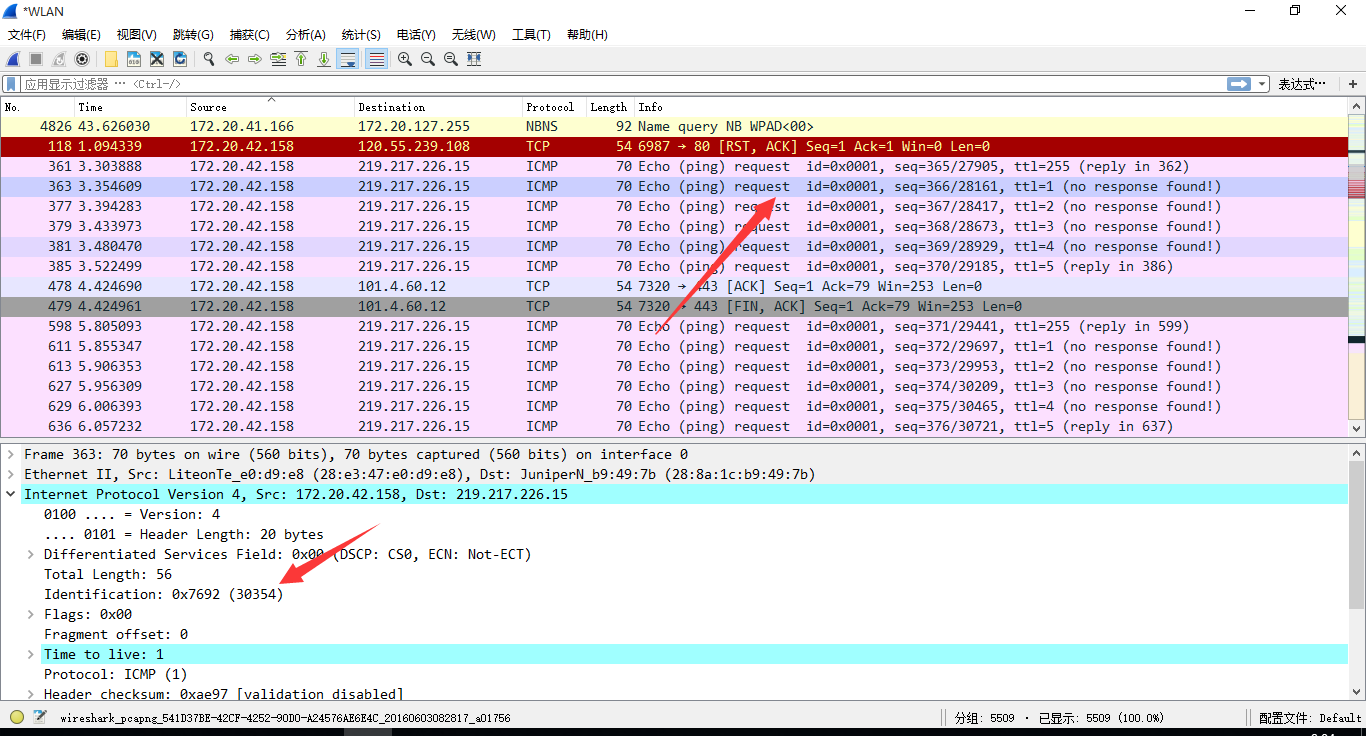 *WLAN
文件(F) 编辑(E) 视图(V) 跳转(G) 捕获(C) 分析(A) 统计(S) 电话(Y) 无线(W) 工具(T) 帮助(H)
应用显示过滤器 … <Ctrl-/> 表达式… +
No. Time Source Destination Protocol Length Info
4826 43.626030 172.20.41.166 172.20.127.255 NBNS 92 Name query NB WPAD<00>
118 1.094339 172.20.42.158 120.55.239.108 TCP 54 6987 → 80 [RST, ACK] Seq=1 Ack=1 Win=0 Len=0
361 3.303888 172.20.42.158 219.217.226.15 ICMP 70 Echo (ping) request id=0x0001, seq=365/27905, ttl=255 (reply in 362)
363 3.354609 172.20.42.158 219.217.226.15 ICMP 70 Echo (ping) request id=0x0001, seq=366/28161, ttl=1 (no response found!)
377 3.394283 172.20.42.158 219.217.226.15 ICMP 70 Echo (ping) request id=0x0001, seq=367/28417, ttl=2 (no response found!)
379 3.433973 172.20.42.158 219.217.226.15 ICMP 70 Echo (ping) request id=0x0001, seq=368/28673, ttl=3 (no response found!)
381 3.480470 172.20.42.158 219.217.226.15 ICMP 70 Echo (ping) request id=0x0001, seq=369/28929, ttl=4 (no response found!)
385 3.522499 172.20.42.158 219.217.226.15 ICMP 70 Echo (ping) request id=0x0001, seq=370/29185, ttl=5 (reply in 386)
478 4.424690 172.20.42.158 101.4.60.12 TCP 54 7320 → 443 [ACK] Seq=1 Ack=79 Win=253 Len=0
479 4.424961 172.20.42.158 101.4.60.12 TCP 54 7320 → 443 [FIN, ACK] Seq=1 Ack=79 Win=253 Len=0
598 5.805093 172.20.42.158 219.217.226.15 ICMP 70 Echo (ping) request id=0x0001, seq=371/29441, ttl=255 (reply in 599)
611 5.855347 172.20.42.158 219.217.226.15 ICMP 70 Echo (ping) request id=0x0001, seq=372/29697, ttl=1 (no response found!)
613 5.906353 172.20.42.158 219.217.226.15 ICMP 70 Echo (ping) request id=0x0001, seq=373/29953, ttl=2 (no response found!)
627 5.956309 172.20.42.158 219.217.226.15 ICMP 70 Echo (ping) request id=0x0001, seq=374/30209, ttl=3 (no response found!)
629 6.006393 172.20.42.158 219.217.226.15 ICMP 70 Echo (ping) request id=0x0001, seq=375/30465, ttl=4 (no response found!)
636 6.057232 172.20.42.158 219.217.226.15 ICMP 70 Echo (ping) request id=0x0001, seq=376/30721, ttl=5 (reply in 637)
Frame 363: 70 bytes on wire (560 bits), 70 bytes captured (560 bits) on interface 0
Ethernet II, Src: LiteonTe_e0:d9:e8 (28:e3:47:e0:d9:e8), Dst: JuniperN_b9:49:7b (28:8a:1c:b9:49:7b)
Internet Protocol Version 4, Src: 172.20.42.158, Dst: 219.217.226.15
0100 .... = Version: 4
.... 0101 = Header Length: 20 bytes
Differentiated Services Field: 0x00 (DSCP: CS0, ECN: Not-ECT)
Total Length: 56
Identification: 0x7692 (30354)
Flags: 0x00
Fragment offset: 0
Time to live: 1
Protocol: ICMP (1)
Header checksum: 0xae97 [validation disabled]
wireshark_pcapng_541D37BE-42CF-4252-90D0-A24576AE6E4C_20160603082817_a01756 分组: 5509 · 已显示: 5509 (100.0%) 配置文件: Default